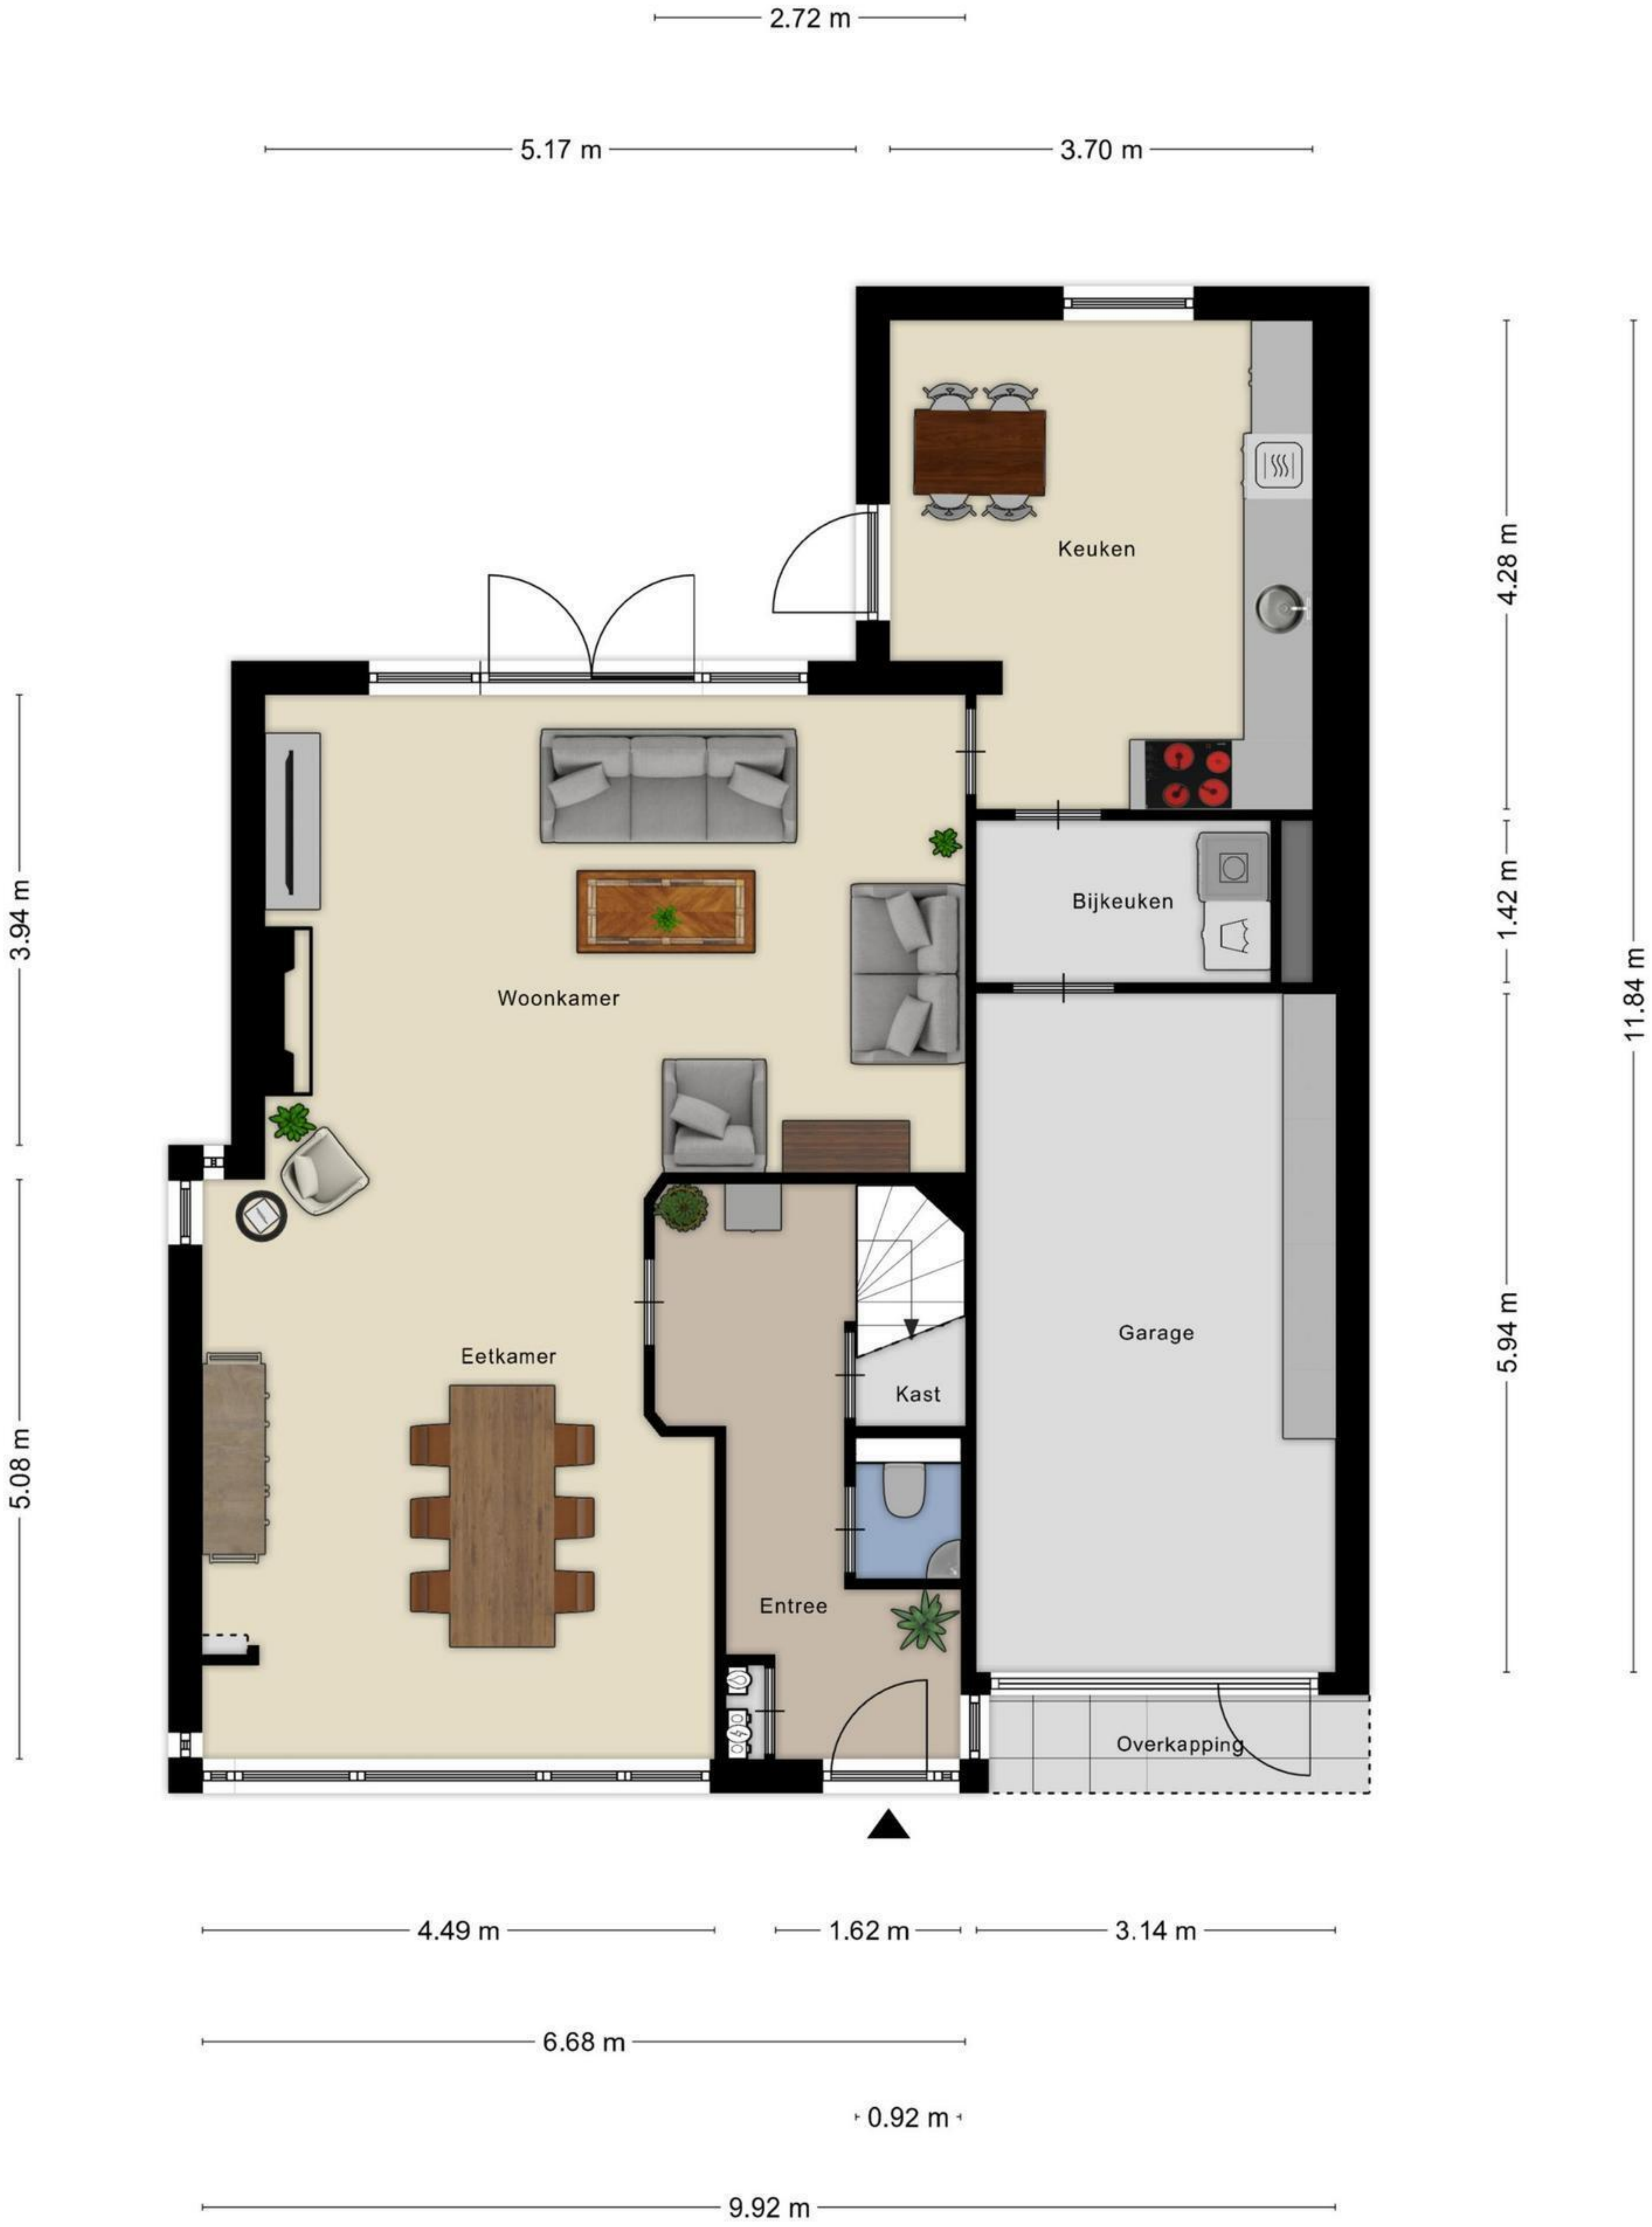 2.72 m
5.17 m
3.70 m
Keuken
4.28 m
3.94 m
Bijkeuken
1.42 m
11.84 m
Woonkamer
Garage
5.94 m
Eetkamer
Kast
5.08 m
Entree
Overkapping
4.49 m
1.62 m
3.14 m
6.68 m
0.92 m
9.92 m